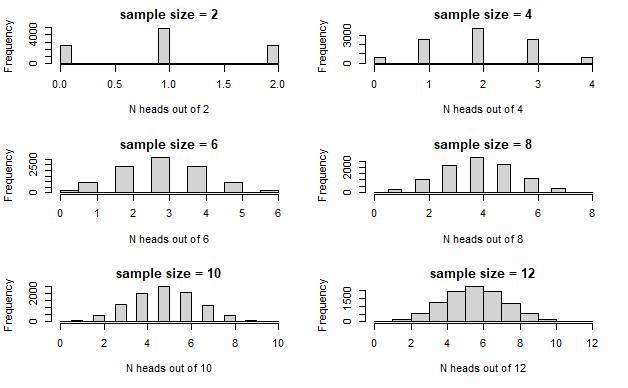 sample size = 2
Frequency
4000
0
0.0 0.5 1.0 1.5 2.0
N heads out of 2
sample size = 4
Frequency
3000
0
0 1 2 3 4
N heads out of 4
sample size = 6
Frequency
2500
0
0 1 2 3 4 5 6
N heads out of 6
sample size = 8
Frequency
2000
0
0 2 4 6 8
N heads out of 8
sample size = 10
Frequency
2000
0
0 2 4 6 8 10
N heads out of 10
sample size = 12
Frequency
1500
0
0 2 4 6 8 10 12
N heads out of 12